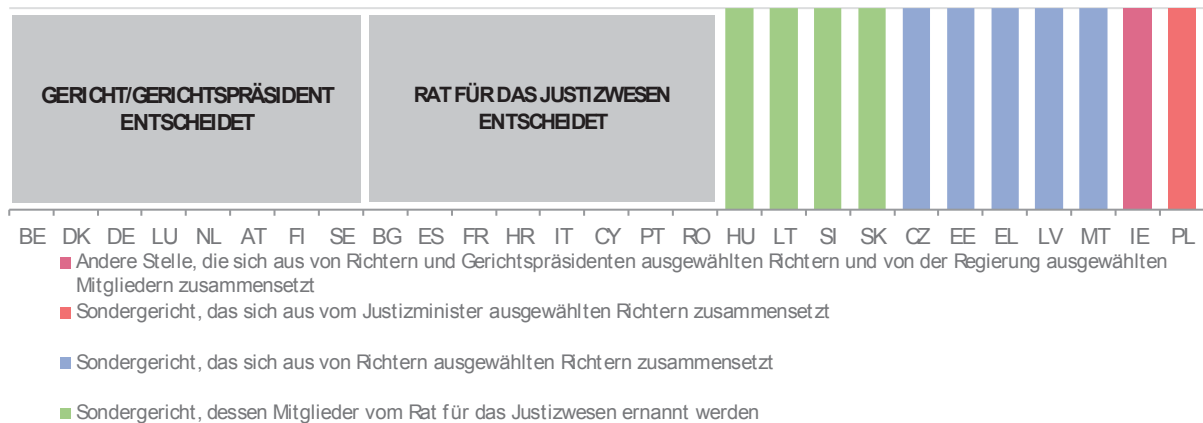 GERICHT/GERICHTSPRÄSIDENT
ENTSCHEIDET
RAT FÜR DAS JUSTIZWESEN
ENTSCHEIDET
BE DK DE LU NL AT FI SE BG ES FR HR IT CY PT RO HU LT SI SK CZ EE EL LV MT IE PL
Andere Stelle, die sich aus von Richtern und Gerichtspräsidenten ausgewählten Richtern und von der Regierung ausgewählten
Mitgliedern zusammensetzt
Sondergericht, das sich aus vom Justizminister ausgewählten Richtern zusammensetzt
Sondergericht, das sich aus von Richtern ausgewählten Richtern zusammensetzt
Sondergericht, dessen Mitglieder vom Rat für das Justizwesen ernannt werden